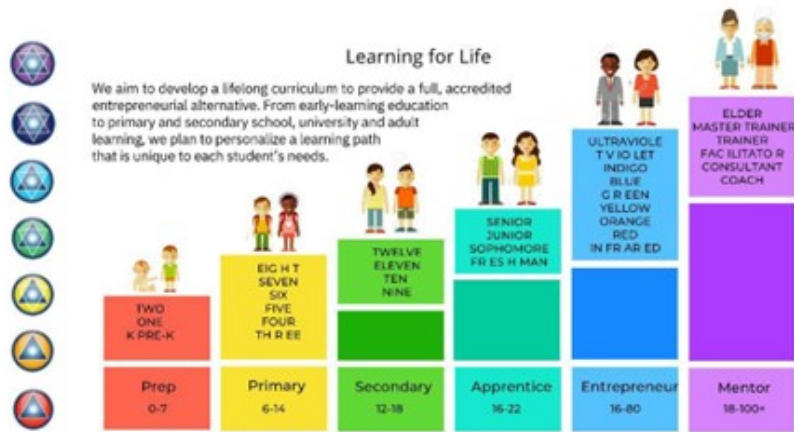 Learning for Life
We aim to develop a lifelong curriculum to provide a full, accredited
entrepreneurial alternative. From early-learning education
to primary and secondary school, university and adult
learning, we plan to personalize a learning path
that is unique to each student's needs.
TWO
ONE
K PRE-K
Prep
0-7
EIG H T
SEVEN
SIX
FIVE
FOUR
TH R EE
Primary
6-14
TWELVE
ELEVEN
TEN
NINE
Secondary
12-18
SENIOR
JUNIOR
SOPHOMORE
FR ES H MAN
Apprentice
16-22
ULTRAVIOLE
T V IO LET
INDIGO
BLUE
G R EEN
YELLOW
ORANGE
RED
IN FR AR ED
Entrepreneur
16-80
ELDER
MASTER TRAINER
TRAINER
FAC ILITATO R
CONSULTANT
COACH
Mentor
18-100+